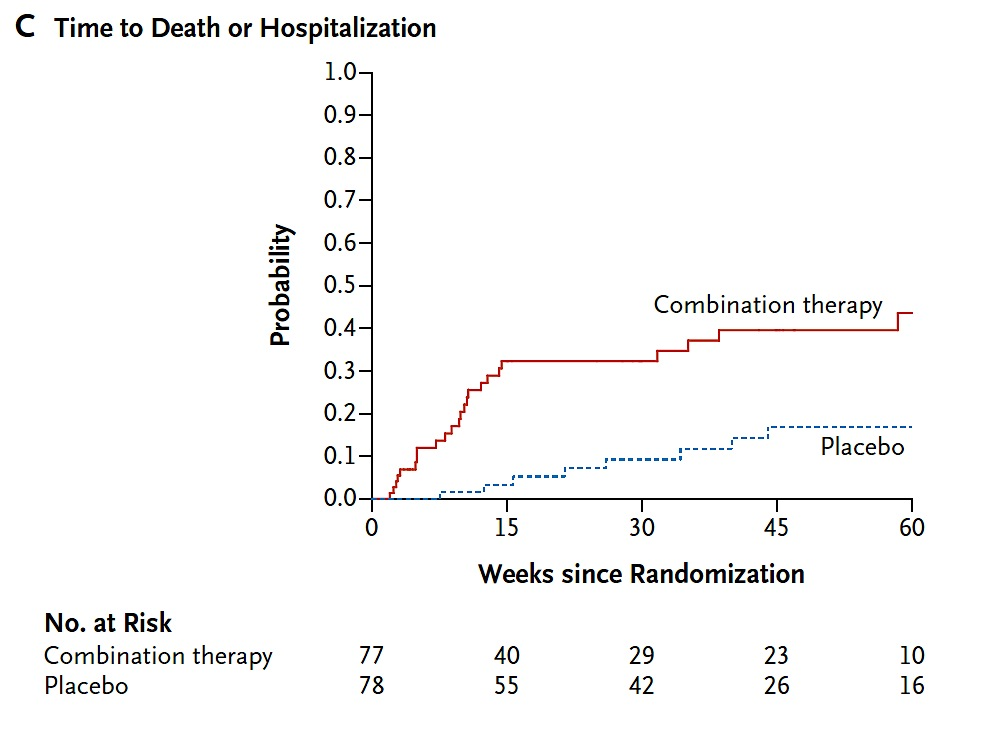 C Time to Death or Hospitalization
1.0
0.9
0.8
0.7
0.6
0.5
0.4
0.3
0.2
0.1
0.0
Probability
Combination therapy
Placebo
0 15 30 45 60
Weeks since Randomization
No. at Risk
Combination therapy 77 40 29 23 10
Placebo 78 55 42 26 16